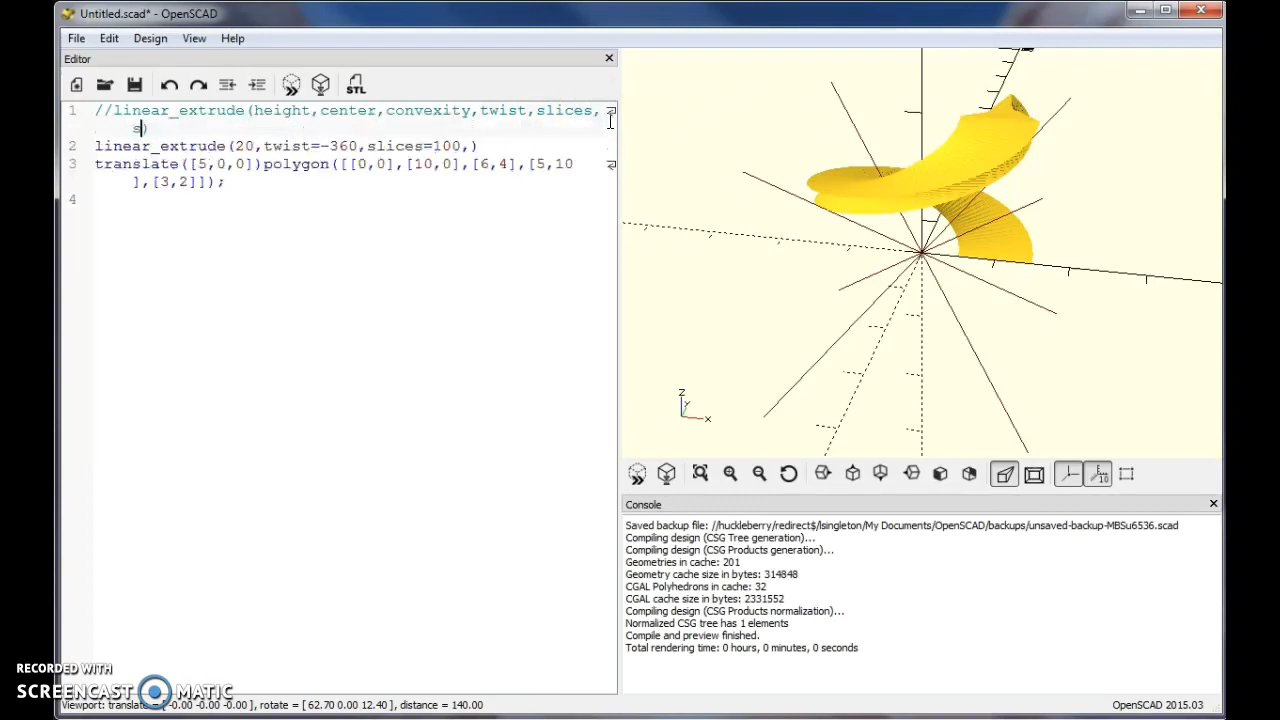 Untitled.scad* - OpenSCAD
File Edit Design View Help
Editor
STL
1 //linear_extrude(height,center,convexity,twist,slices,
s)
2 linear_extrude(20,twist=-360,slices=100,)
3 translate([5,0,0])polygon([[0,0],[10,0],[6,4],[5,10
],[3,2]]);
4
Z
Y
X
10
Console
Saved backup file: //huckleberry/redirect$/lsingleton/My Documents/OpenSCAD/backups/unsaved-backup-MBSu6536.scad
Compiling design (CSG Tree generation)...
Compiling design (CSG Products generation)...
Geometries in cache: 201
Geometry cache size in bytes: 314848
CGAL Polyhedrons in cache: 32
CGAL cache size in bytes: 2331552
Compiling design (CSG Products normalization)...
Normalized CSG tree has 1 elements
Compile and preview finished.
Total rendering time: 0 hours, 0 minutes, 0 seconds
RECORDED WITH
SCREENCAST MATIC
Viewport: translate = [ -0.00 -0.00 -0.00 ], rotate = [ 62.70 0.00 12.40 ], distance = 140.00
OpenSCAD 2015.03